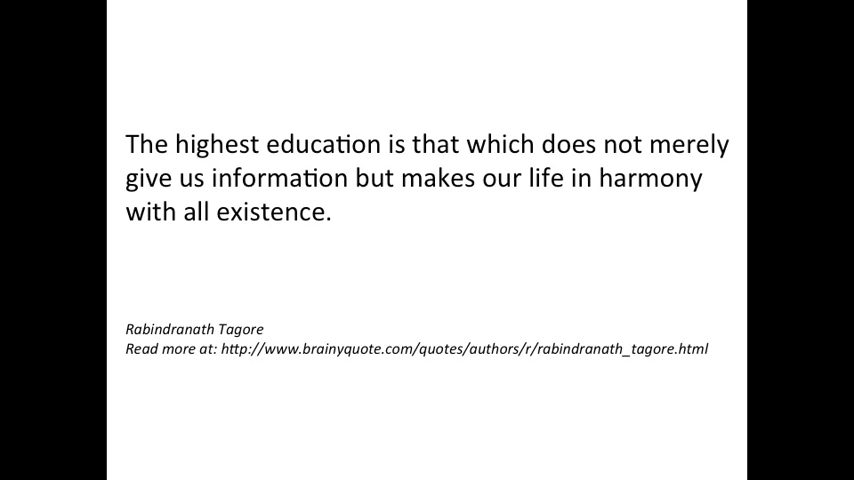 The highest education is that which does not merely
give us information but makes our life in harmony
with all existence.
Rabindranath Tagore
Read more at: http://www.brainyquote.com/quotes/authors/r/rabindranath_tagore.html